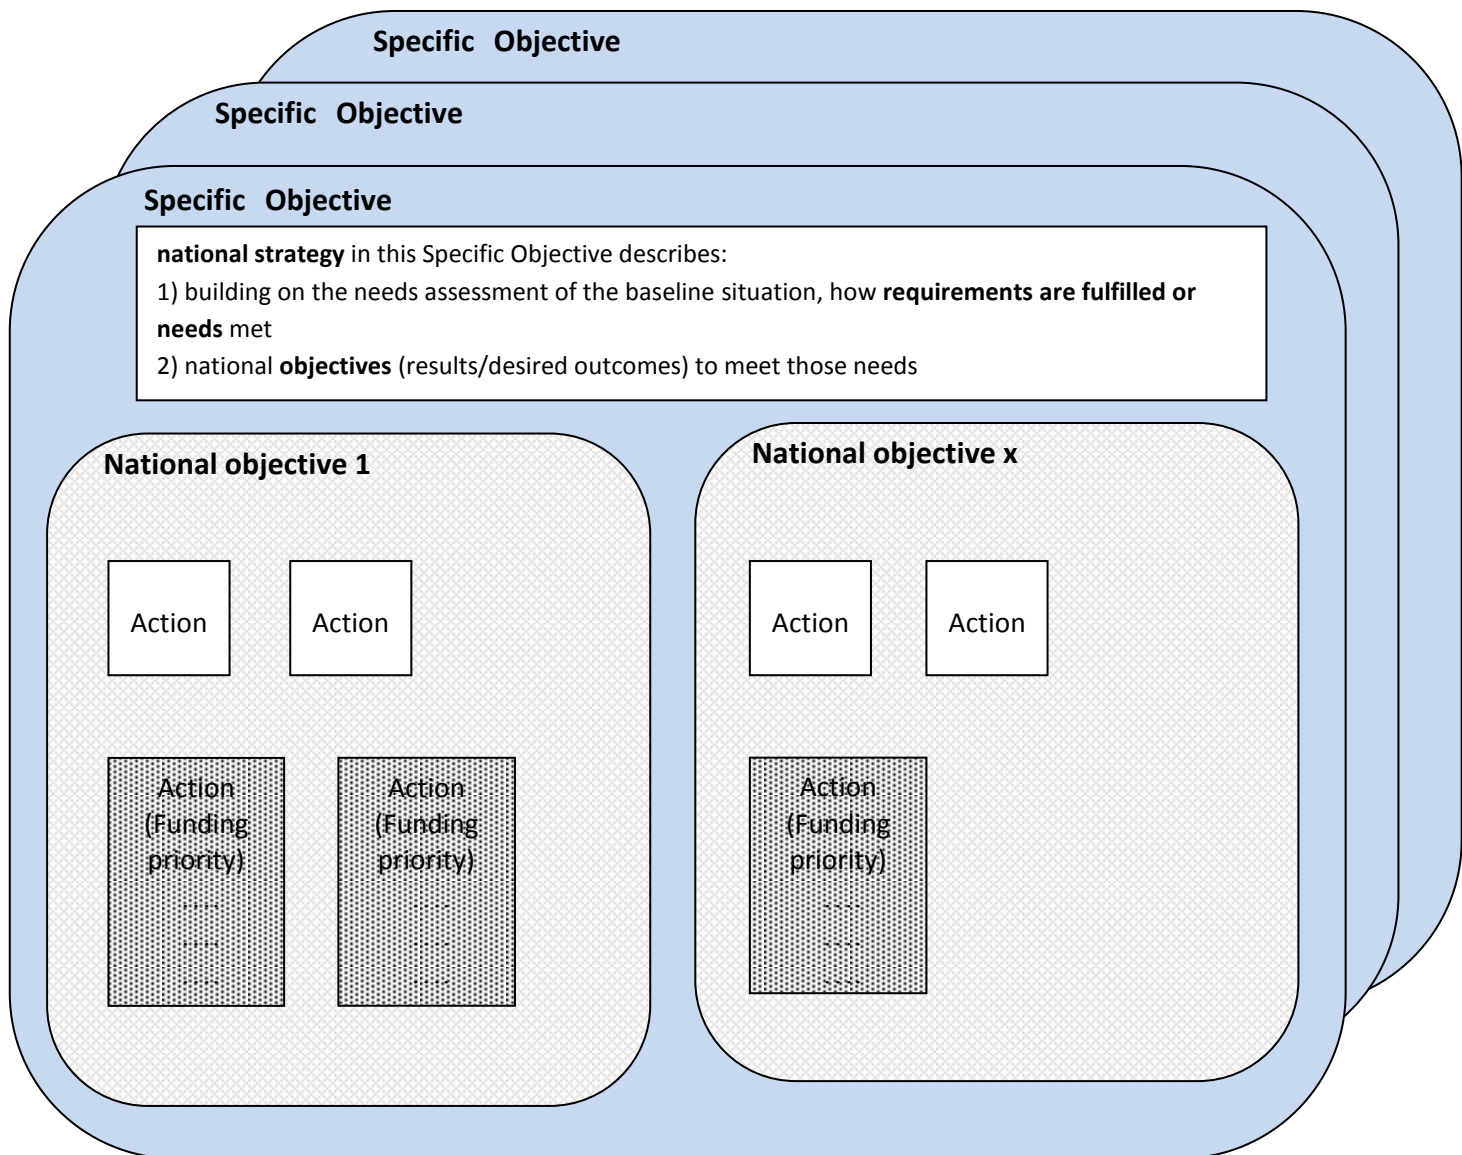 Specific Objective
Specific Objective
Specific Objective
national strategy in this Specific Objective describes:
1) building on the needs assessment of the baseline situation, how requirements are fulfilled or
needs met
2) national objectives (results/desired outcomes) to meet those needs
National objective 1
Action
Action
Action
(Funding
priority)
....
....
....
Action
(Funding
priority)
....
....
....
National objective x
Action
Action
Action
(Funding
priority)
----
----
----